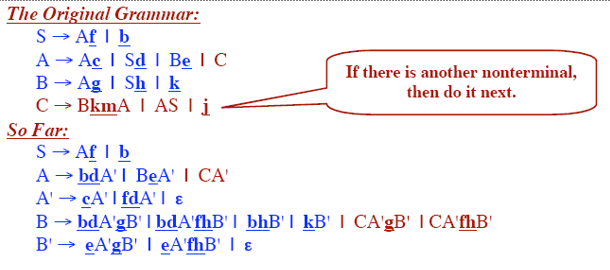 The Original Grammar:
S → Af | b
A → Ac | Sd | Be | C
B → Ag | Sh | k
C → BkmA | AS | j
If there is another nonterminal,
then do it next.
So Far:
S → Af | b
A → bdA' | BeA' | CA'
A' → cA' | fdA' | ε
B → bdA'gB' | bdA'fhB' | bhB' | kB' | CA'gB' | CA'fhB'
B' → eA'gB' | eA'fhB' | ε